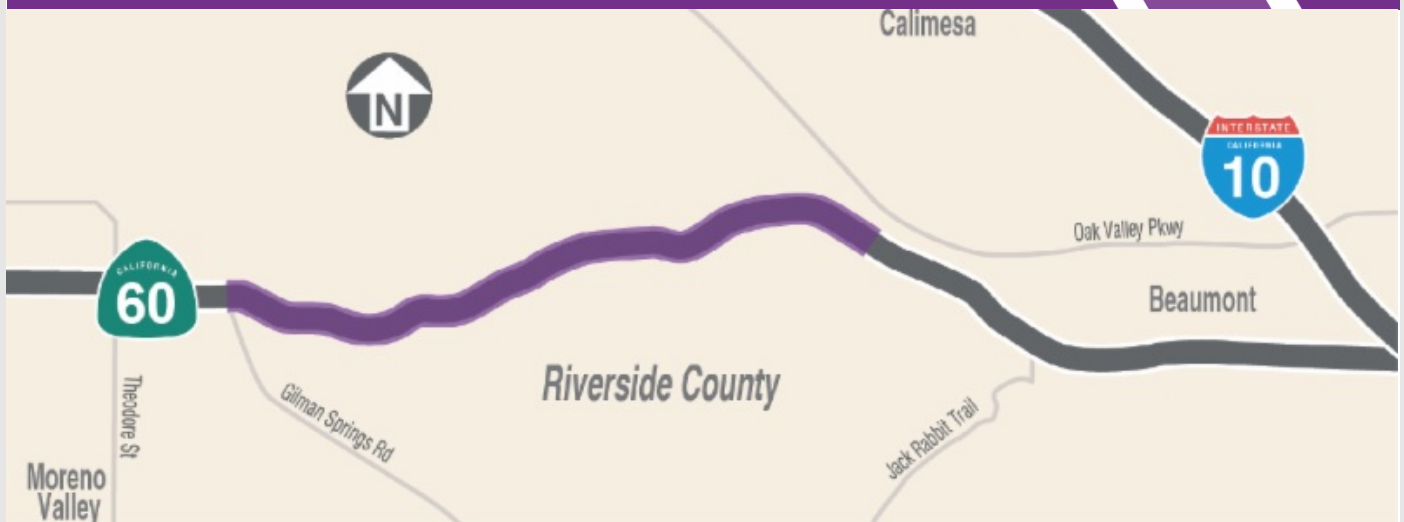 Calimesa
N
INTERSTATE
CALIFORNIA
10
Oak Valley Pkwy
CALIFORNIA
60
Beaumont
Riverside County
Theodore St
Gilman Springs Rd
Jack Rabbit Trail
Moreno
Valley